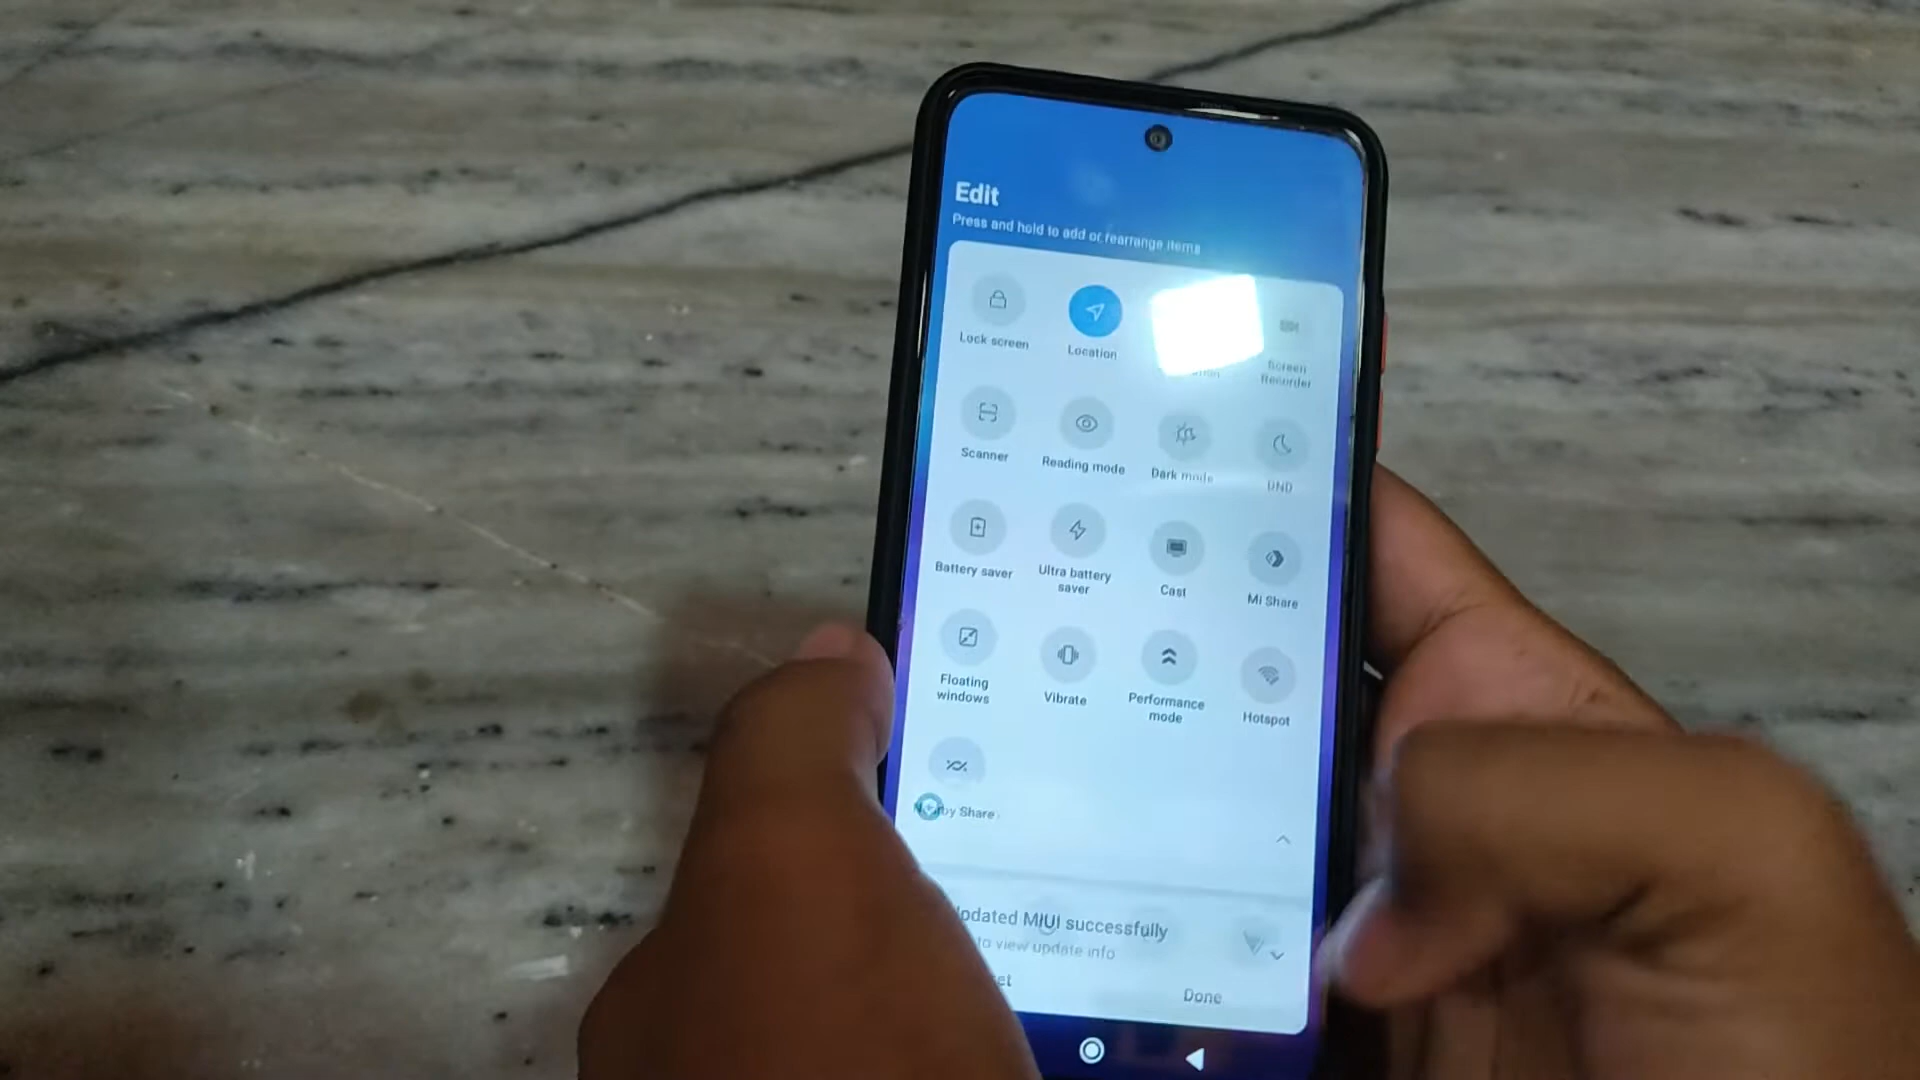 Edit
Press and hold to add or rearrange items
Lock screen
Location
Screen
Recorder
Scanner
Reading mode
Dark mode
DND
Battery saver
Ultra battery
saver
Cast
Mi Share
Floating
windows
Vibrate
Performance
mode
Hotspot
Share
Updated MIUI successfully
to view update info
Done